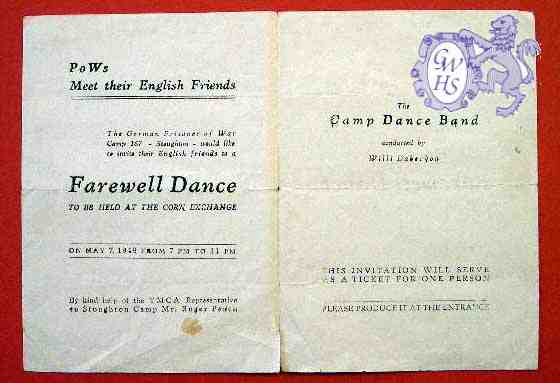 PoWs
Meet their English Friends
The German Prisoner of War
Camp 167 - Stoughton - would like
to invite their English friends to a
Farewell Dance
TO BE HELD AT THE CORN EXCHANGE
ON MAY 7, 1948 FROM 7 PM TO 11 PM
By kind help of the YMCA Representative
to Stoughton Camp Mr. Roger
GWHS
The
Camp Dance Band
conducted by
Willi
THIS INVITATION WILL SERVE
AS A TICKET FOR ONE PERSON
PLEASE PRODUCE IT AT THE ENTRANCE